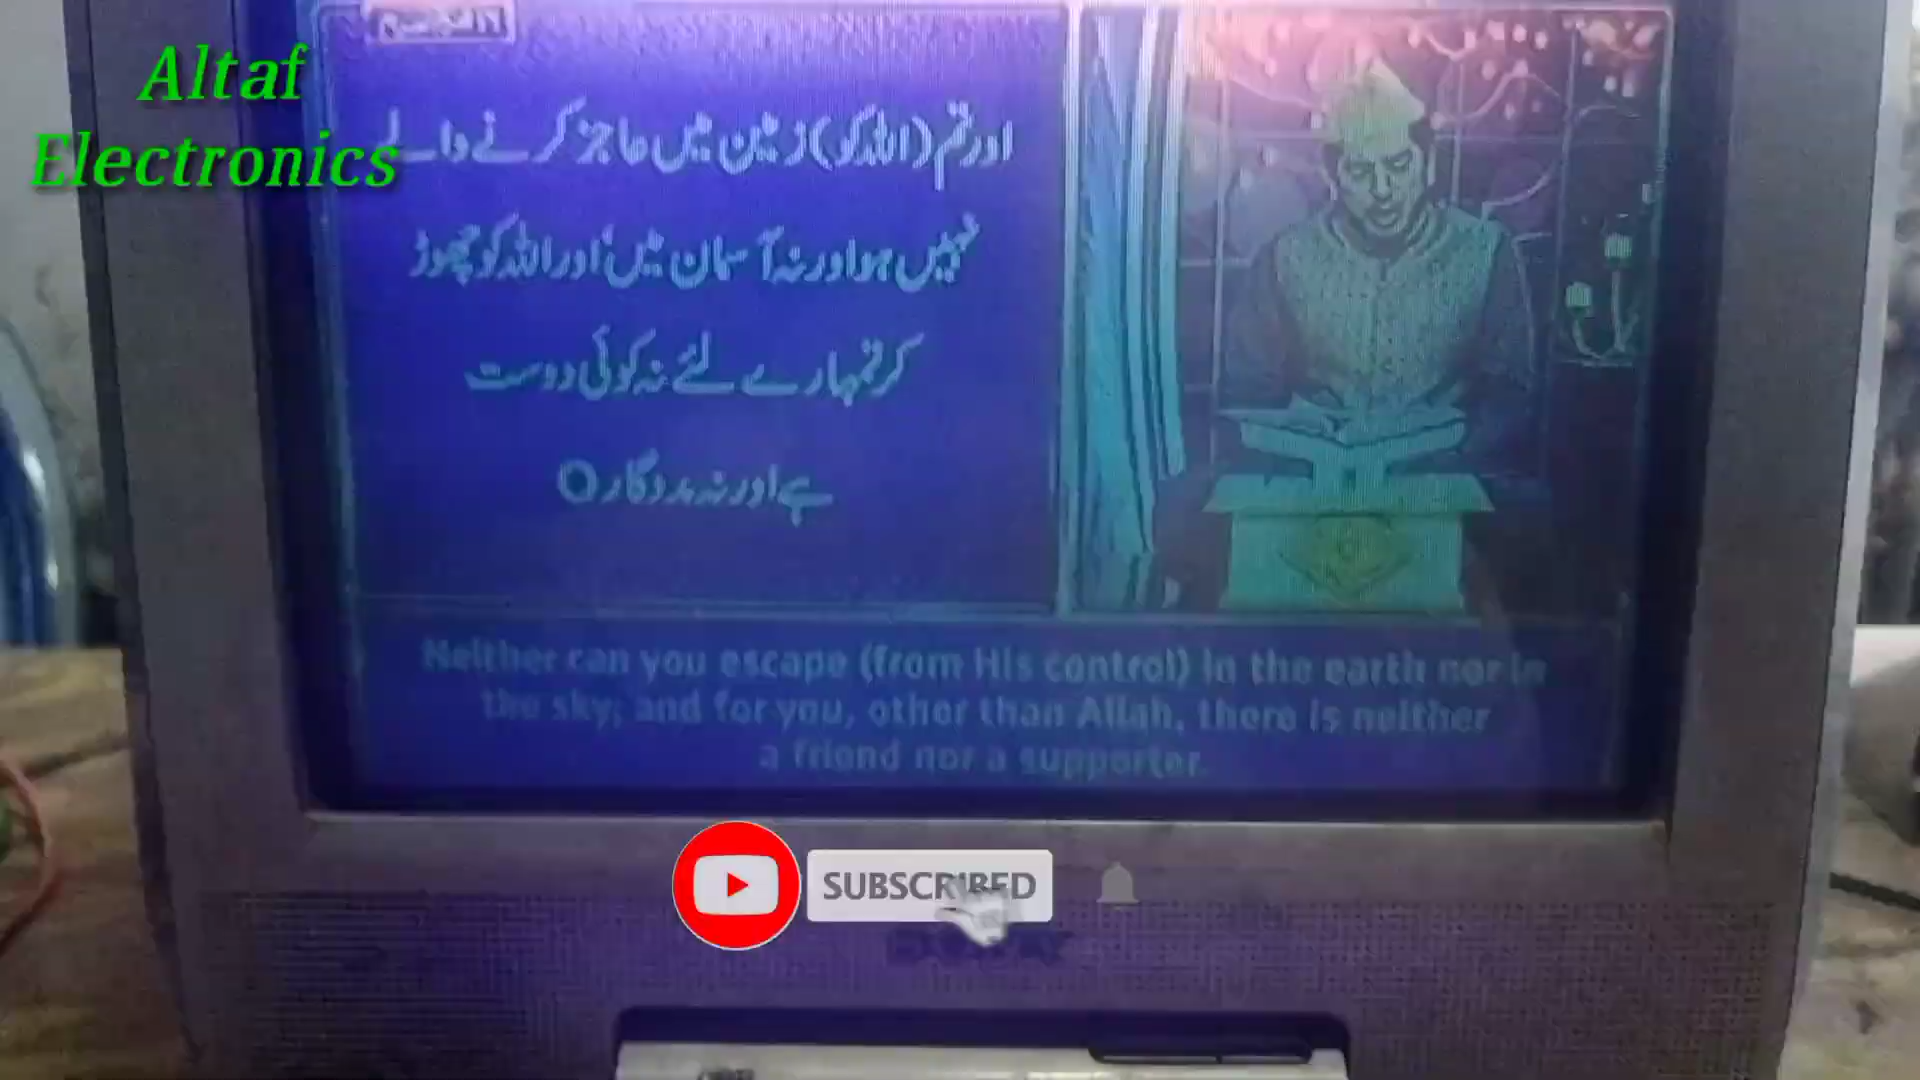 Altaf
Electronics
اور تم (اللہ کو) زمین میں عاجز کرنے والے
نہیں ہو اور نہ آسمان میں، اور اللہ کو چھوڑ
کر تمہارے لئے نہ کوئی دوست
ہے اور نہ مددگار O
Neither can you escape (from His control) in the earth nor in
the sky; and for you, other than Allah, there is neither
a friend nor a supporter.
SUBSCRIBED
SONY